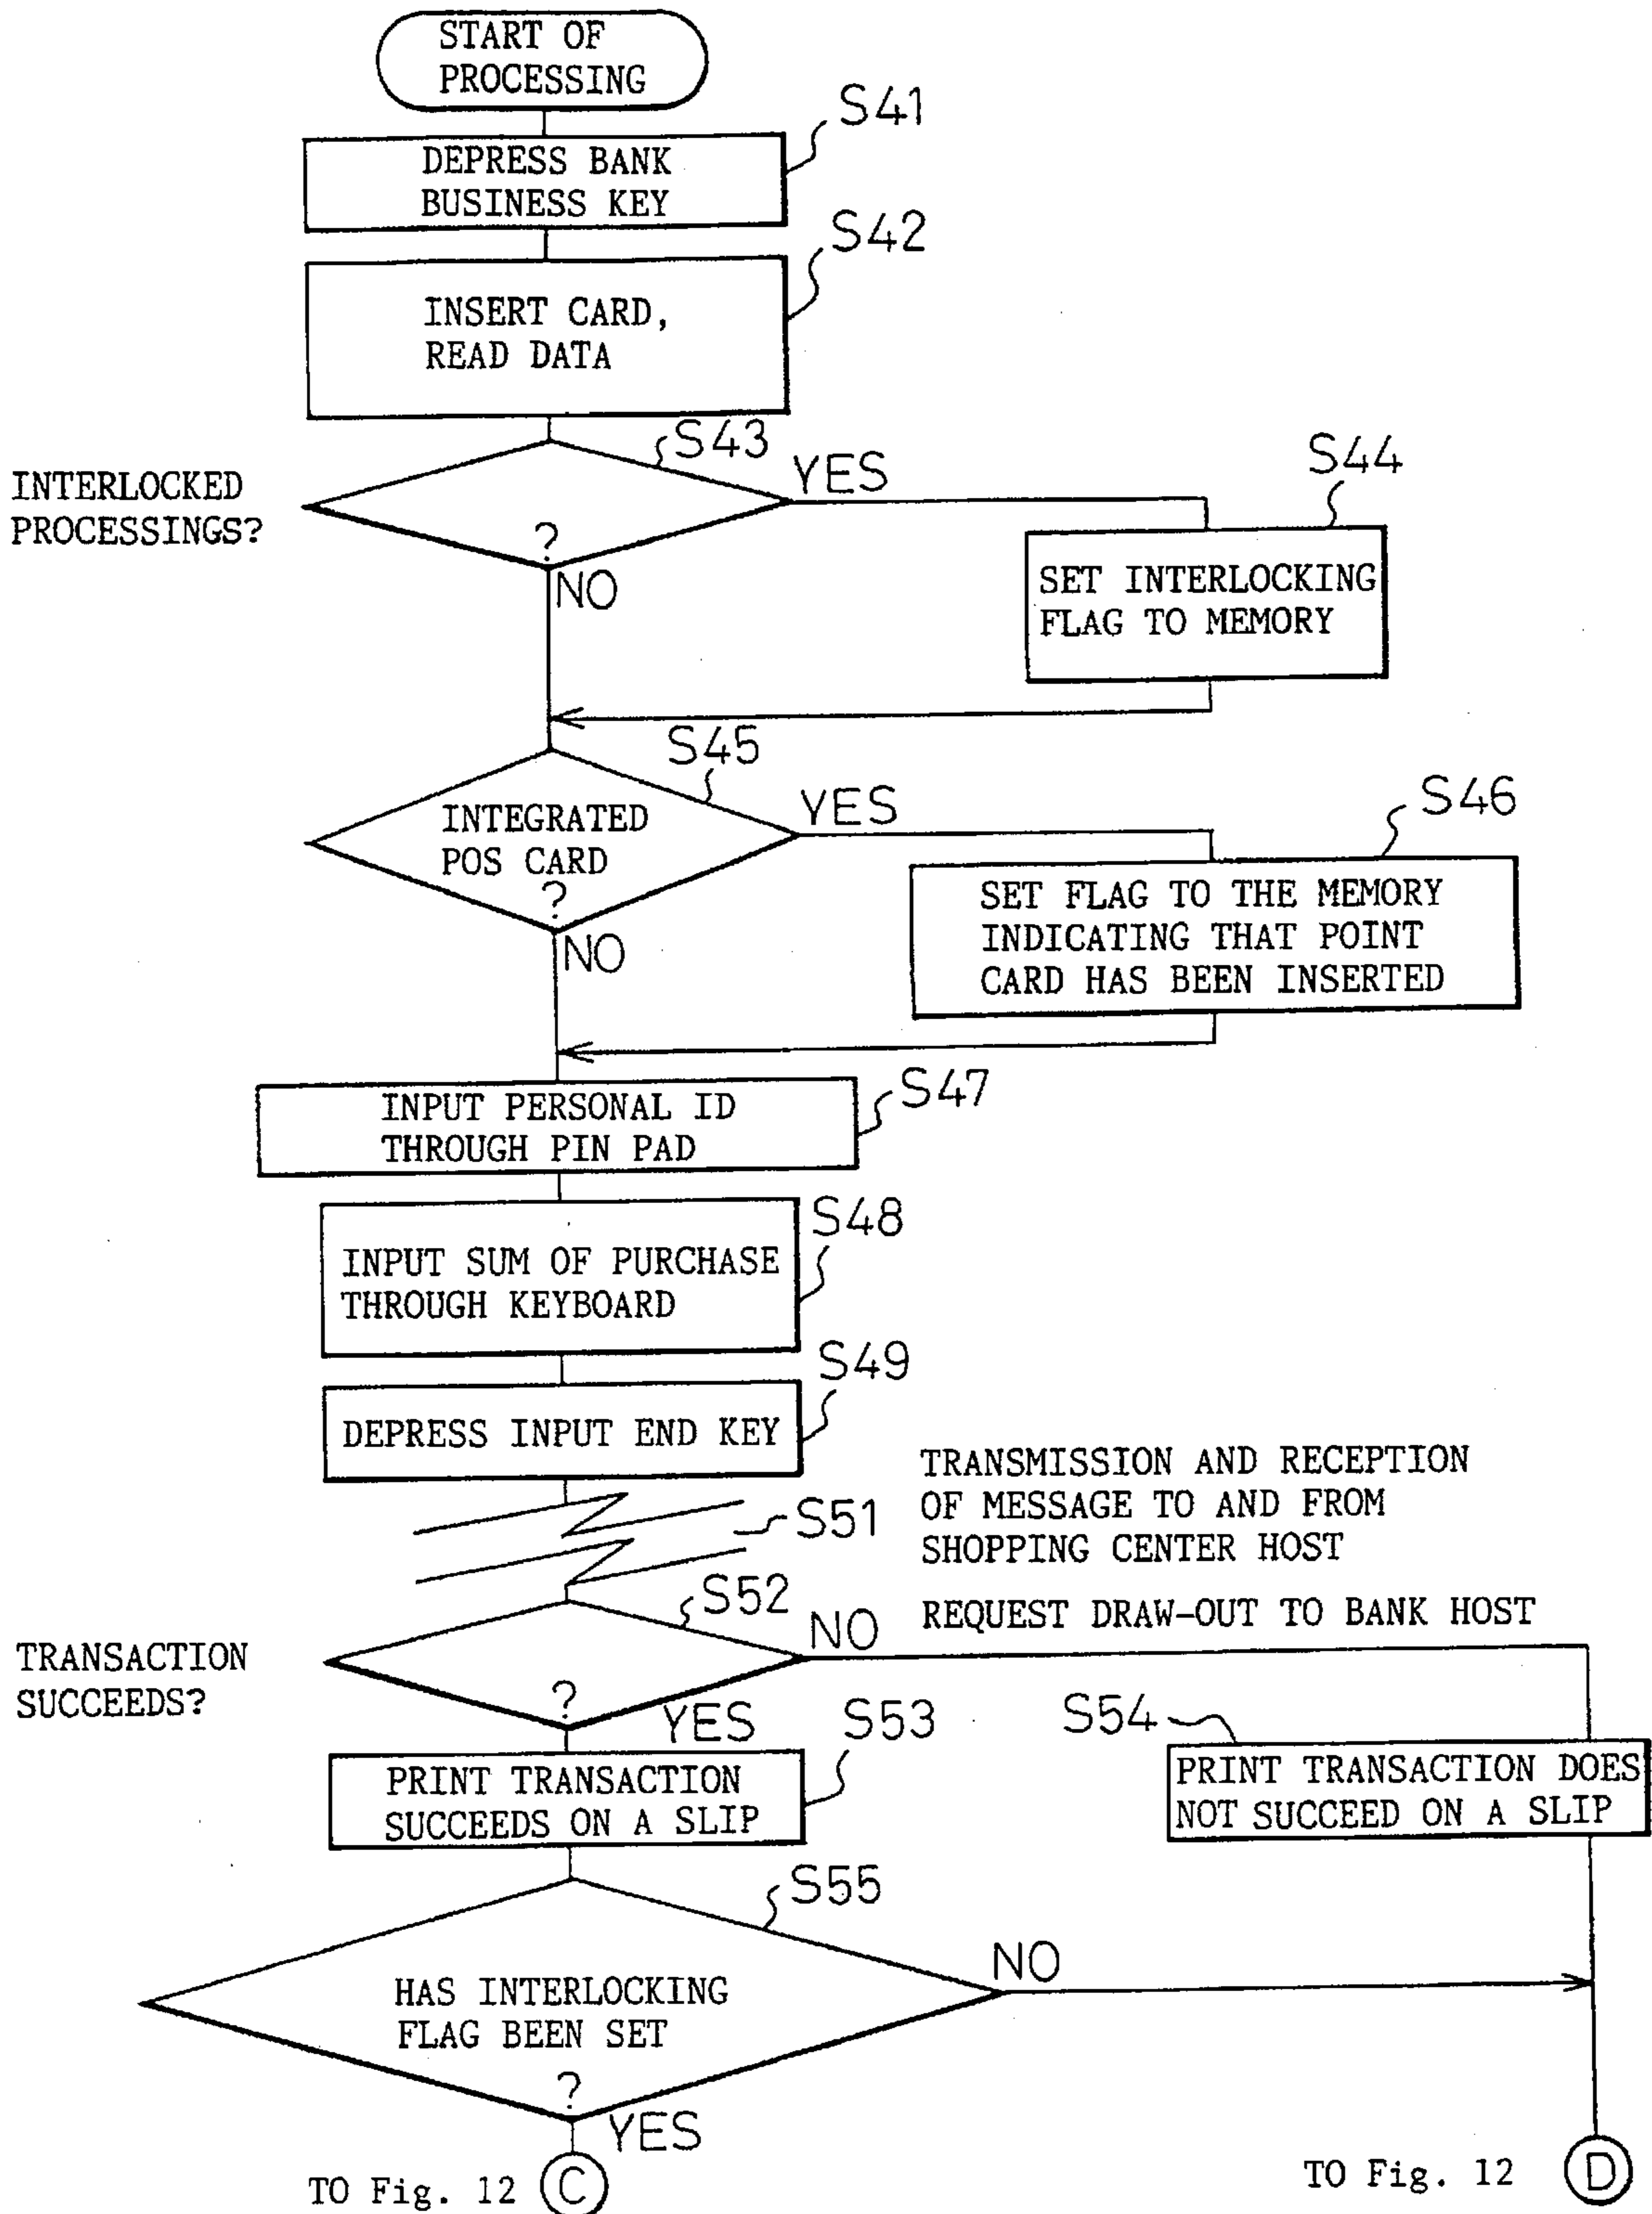 START OF
PROCESSING
S41
DEPRESS BANK
BUSINESS KEY
S42
INSERT CARD,
READ DATA
S43
INTERLOCKED
PROCESSINGS?
?
YES
NO
S44
SET INTERLOCKING
FLAG TO MEMORY
S45
INTEGRATED
POS CARD
?
YES
NO
S46
SET FLAG TO THE MEMORY
INDICATING THAT POINT
CARD HAS BEEN INSERTED
S47
INPUT PERSONAL ID
THROUGH PIN PAD
S48
INPUT SUM OF PURCHASE
THROUGH KEYBOARD
S49
DEPRESS INPUT END KEY
S51
TRANSMISSION AND RECEPTION
OF MESSAGE TO AND FROM
SHOPPING CENTER HOST
REQUEST DRAW-OUT TO BANK HOST
S52
TRANSACTION
SUCCEEDS?
?
NO
YES
S53
PRINT TRANSACTION
SUCCEEDS ON A SLIP
S54
PRINT TRANSACTION DOES
NOT SUCCEED ON A SLIP
S55
HAS INTERLOCKING
FLAG BEEN SET
?
NO
YES
TO Fig. 12 C
TO Fig. 12 D